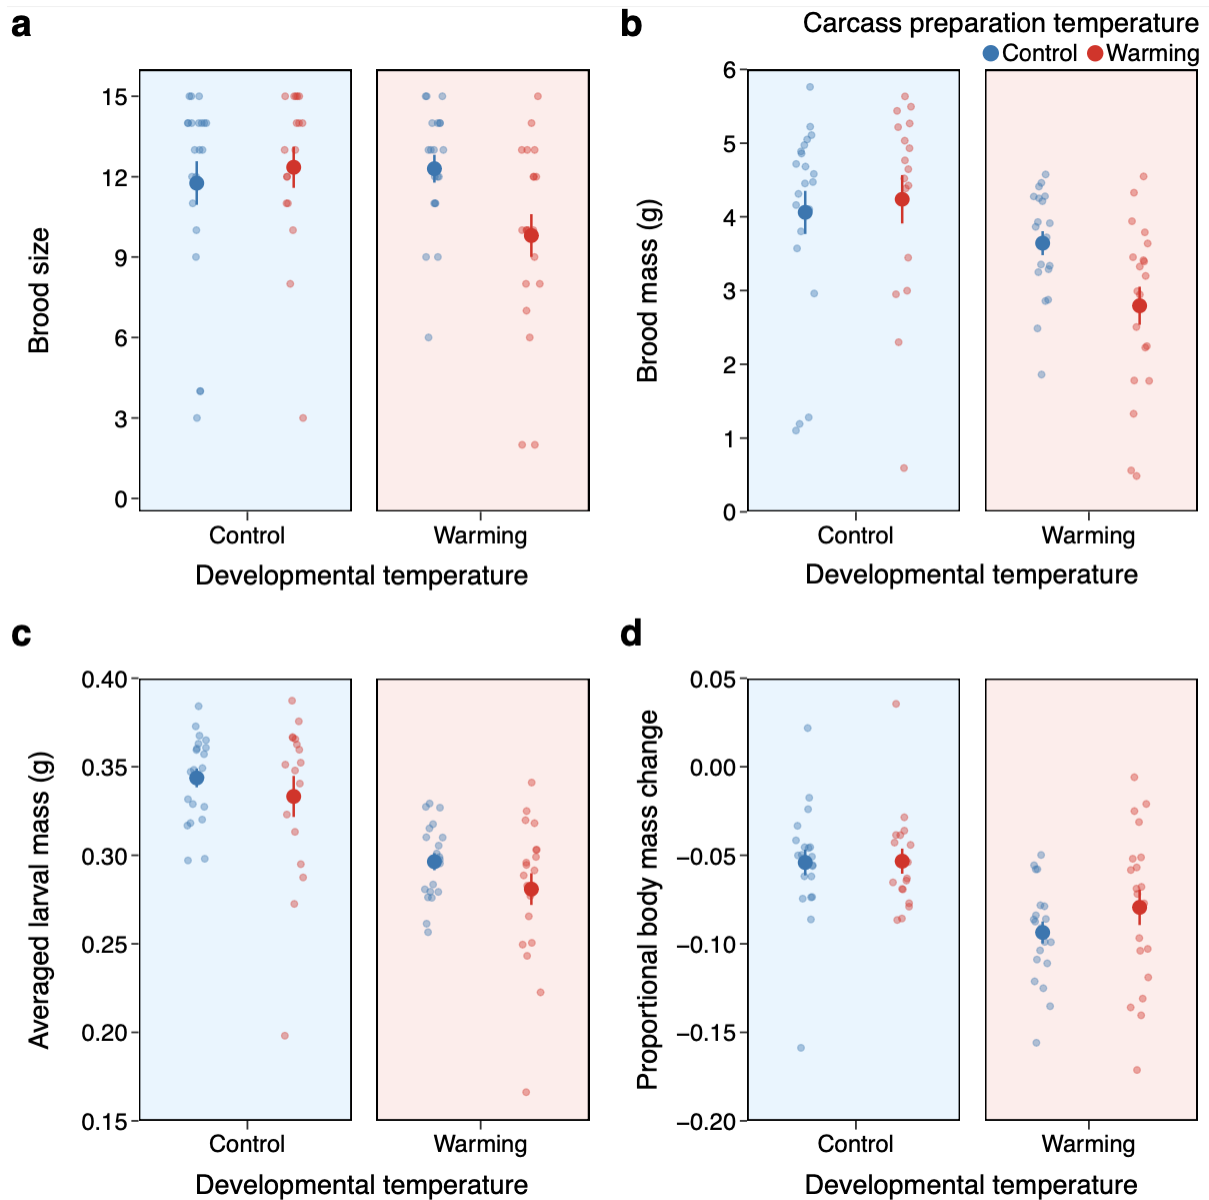 a
Brood size
15
12
9
6
3
0
Control
Warming
Developmental temperature
b
Carcass preparation temperature
Control Warming
Brood mass (g)
6
5
4
3
2
1
0
Control
Warming
Developmental temperature
c
Averaged larval mass (g)
0.40
0.35
0.30
0.25
0.20
0.15
Control
Warming
Developmental temperature
d
Proportional body mass change
0.05
0.00
−0.05
−0.10
−0.15
−0.20
Control
Warming
Developmental temperature